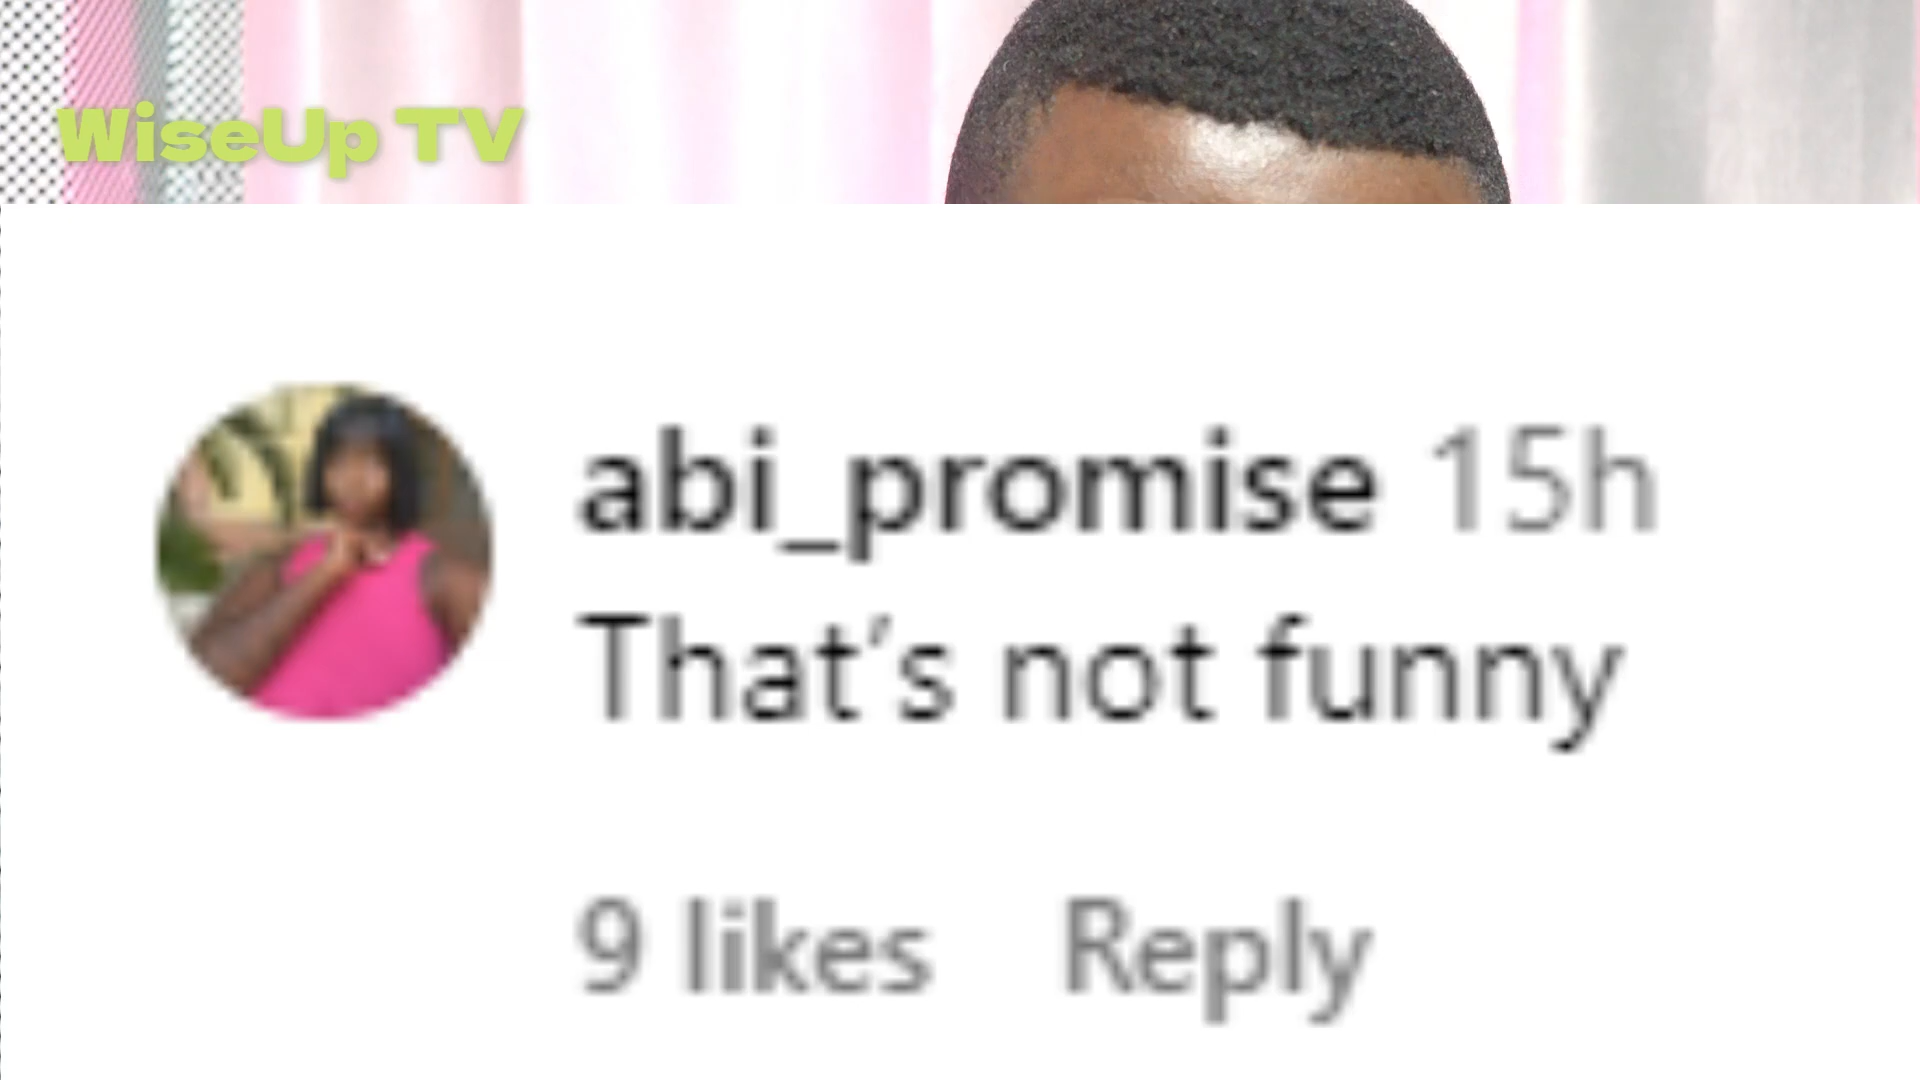 WiseUp TV
abi_promise 15h
That's not funny
9 likes Reply